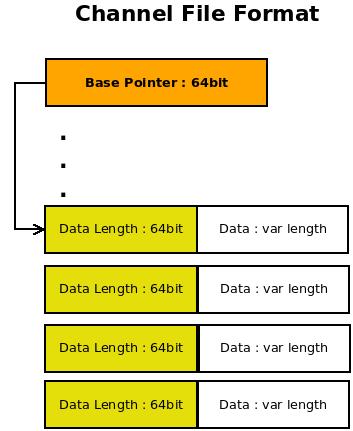 Channel File Format
Base Pointer : 64bit
.
.
.
Data Length : 64bit Data : var length
Data Length : 64bit Data : var length
Data Length : 64bit Data : var length
Data Length : 64bit Data : var length